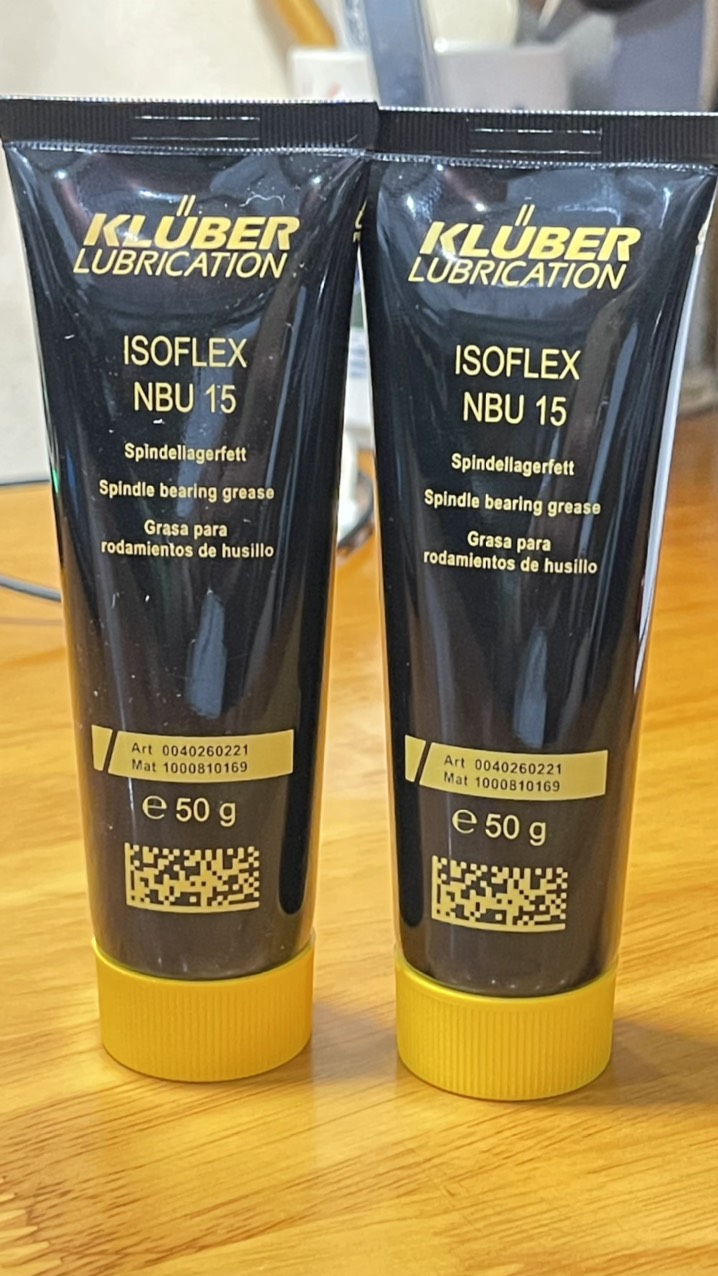 KLÜBER
LUBRICATION
ISOFLEX
NBU 15
Spindellagerfett
Spindle bearing grease
Grasa para
rodamientos de husillo
Art 0040260221
Mat 1000810169
℮ 50 g
KLÜBER
LUBRICATION
ISOFLEX
NBU 15
Spindellagerfett
Spindle bearing grease
Grasa para
rodamientos de husillo
Art 0040260221
Mat 1000810169
℮ 50 g